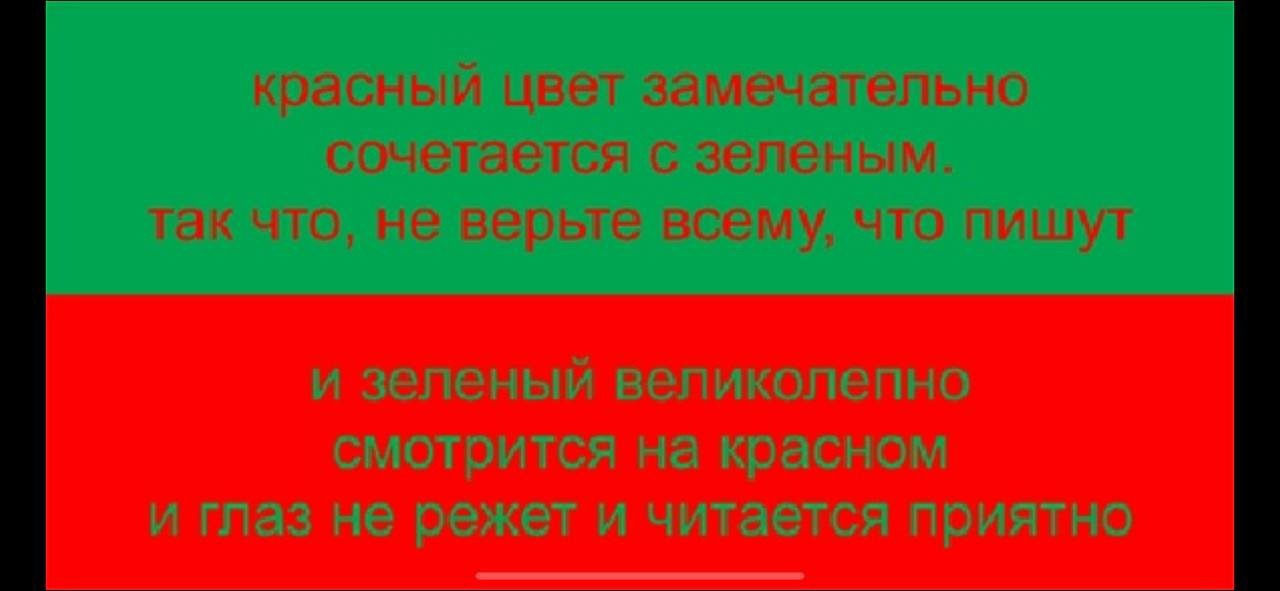 красный цвет замечательно
сочетается с зеленым.
так что, не верьте всему, что пишут
и зеленый великолепно
смотрится на красном
и глаз не режет и читается приятно